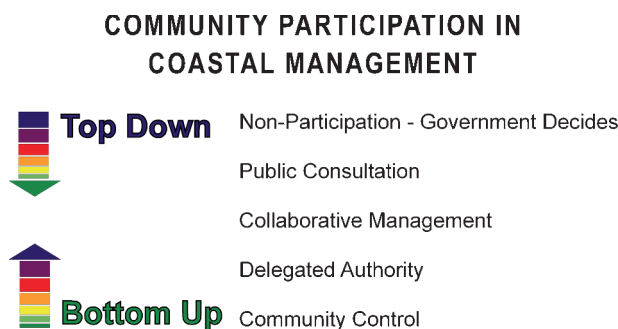 COMMUNITY PARTICIPATION IN
COASTAL MANAGEMENT
Top Down
Non-Participation - Government Decides
Public Consultation
Collaborative Management
Delegated Authority
Bottom Up
Community Control